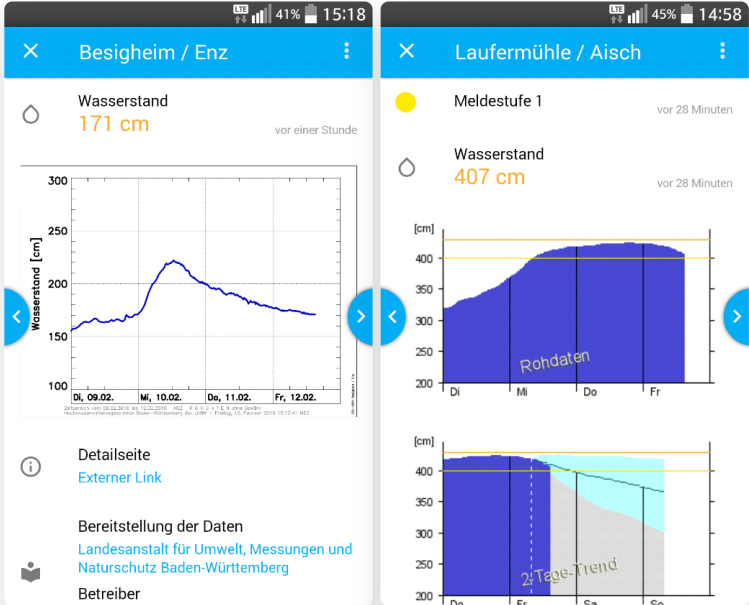 LTE 41% 15:18
Besigheim / Enz
Wasserstand
171 cm
vor einer Stunde
Wasserstand [cm]
300
250
200
150
100
Di, 09.02.
Mi, 10.02.
Do, 11.02.
Fr, 12.02.
Detailseite
Externer Link
Bereitstellung der Daten
Landesanstalt für Umwelt, Messungen und
Naturschutz Baden-Württemberg
Betreiber
LTE 45% 14:58
Laufermühle / Aisch
Meldestufe 1
vor 28 Minuten
Wasserstand
407 cm
vor 28 Minuten
[cm]
400
350
300
250
200
Rohdaten
Di
Mi
Do
Fr
[cm]
400
350
300
250
200
2-Tage-Trend
Do
Fr
Sa
So